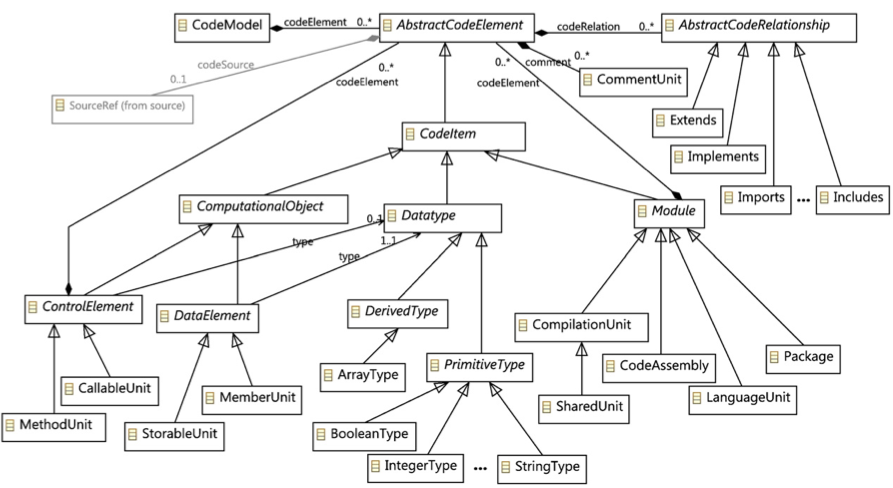 CodeModel
codeElement 0..*
AbstractCodeElement
codeRelation 0..*
AbstractCodeRelationship
codeSource
0..1
0..*
codeElement
0..*
codeElement
comment 0..*
CommentUnit
SourceRef (from source)
Extends
CodeItem
Implements
Imports
...
Includes
ComputationalObject
0..1
Datatype
Module
type
1..1
type
ControlElement
DataElement
DerivedType
CompilationUnit
Package
ArrayType
PrimitiveType
CodeAssembly
CallableUnit
MemberUnit
LanguageUnit
SharedUnit
MethodUnit
StorableUnit
BooleanType
IntegerType
...
StringType